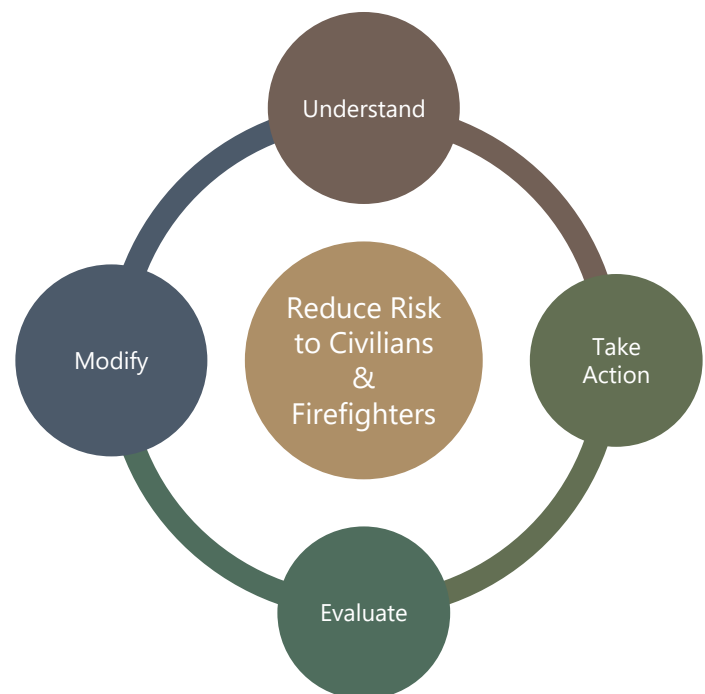 Understand
Reduce Risk
to Civilians
&
Firefighters
Take
Action
Modify
Evaluate